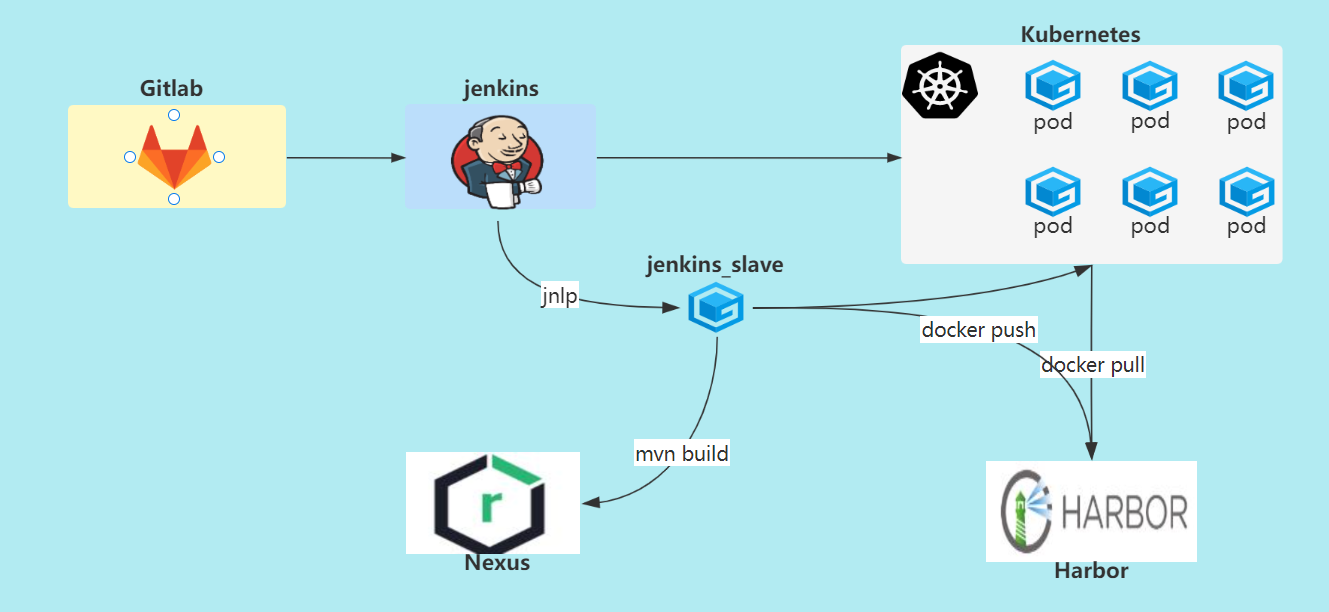 Kubernetes
Gitlab
jenkins
pod
pod
pod
pod
pod
pod
jenkins_slave
jnlp
docker push
docker pull
mvn build
r
HARBOR
Nexus
Harbor